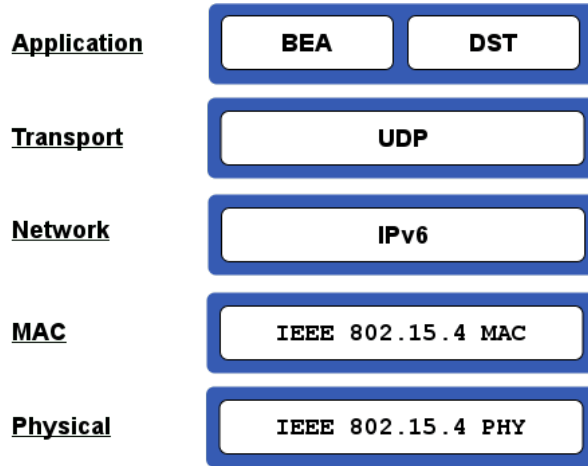 Application BEA DST
Transport UDP
Network IPv6
MAC IEEE 802.15.4 MAC
Physical IEEE 802.15.4 PHY